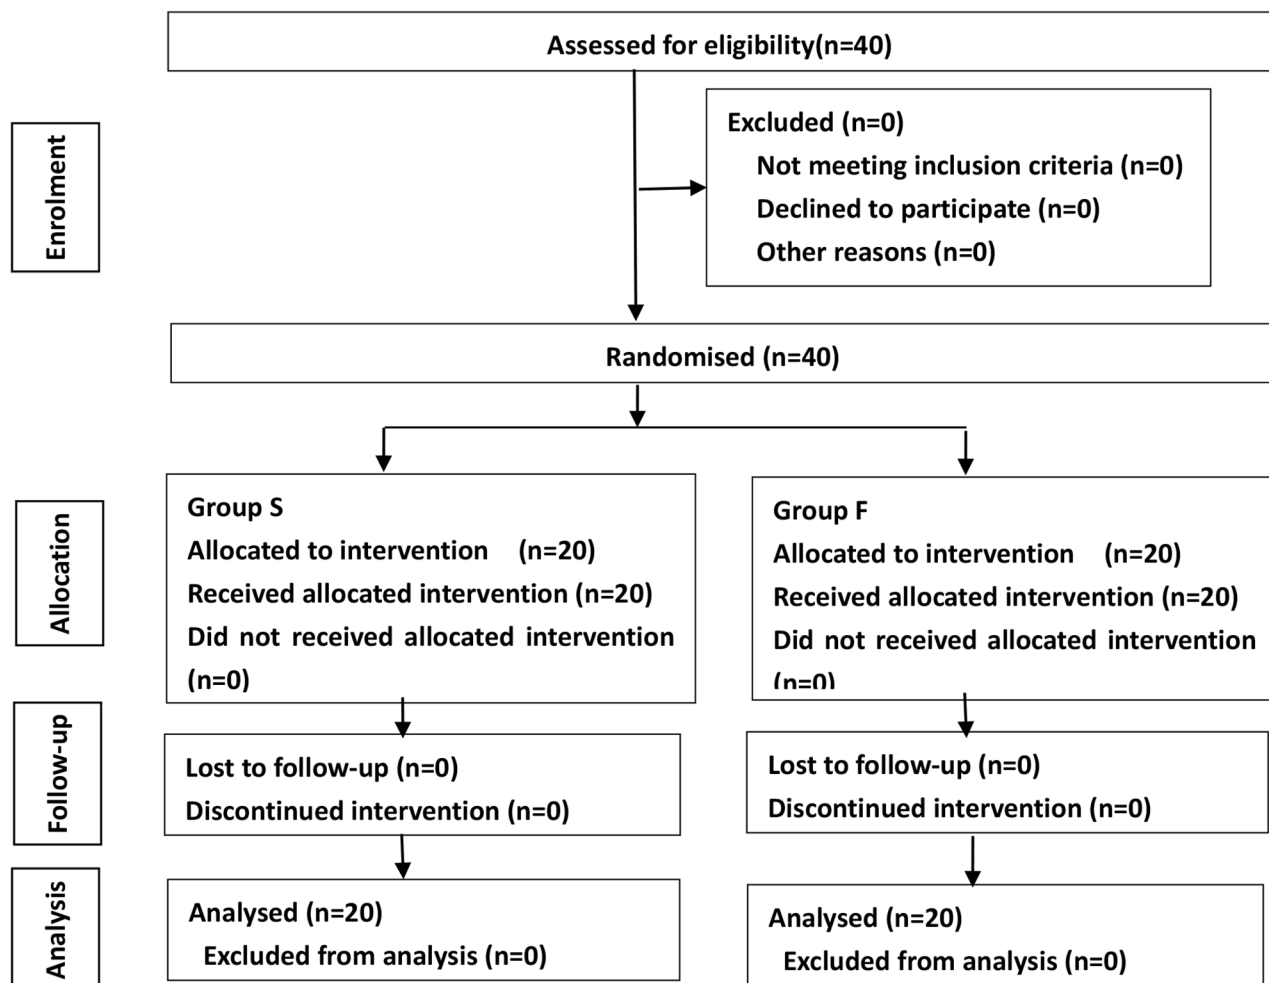 Assessed for eligibility(n=40)
Enrolment
Excluded (n=0)
Not meeting inclusion criteria (n=0)
Declined to participate (n=0)
Other reasons (n=0)
Randomised (n=40)
Allocation
Group S
Allocated to intervention (n=20)
Received allocated intervention (n=20)
Did not received allocated intervention
(n=0)
Group F
Allocated to intervention (n=20)
Received allocated intervention (n=20)
Did not received allocated intervention
(n=0)
Follow-up
Lost to follow-up (n=0)
Discontinued intervention (n=0)
Lost to follow-up (n=0)
Discontinued intervention (n=0)
Analysis
Analysed (n=20)
Excluded from analysis (n=0)
Analysed (n=20)
Excluded from analysis (n=0)